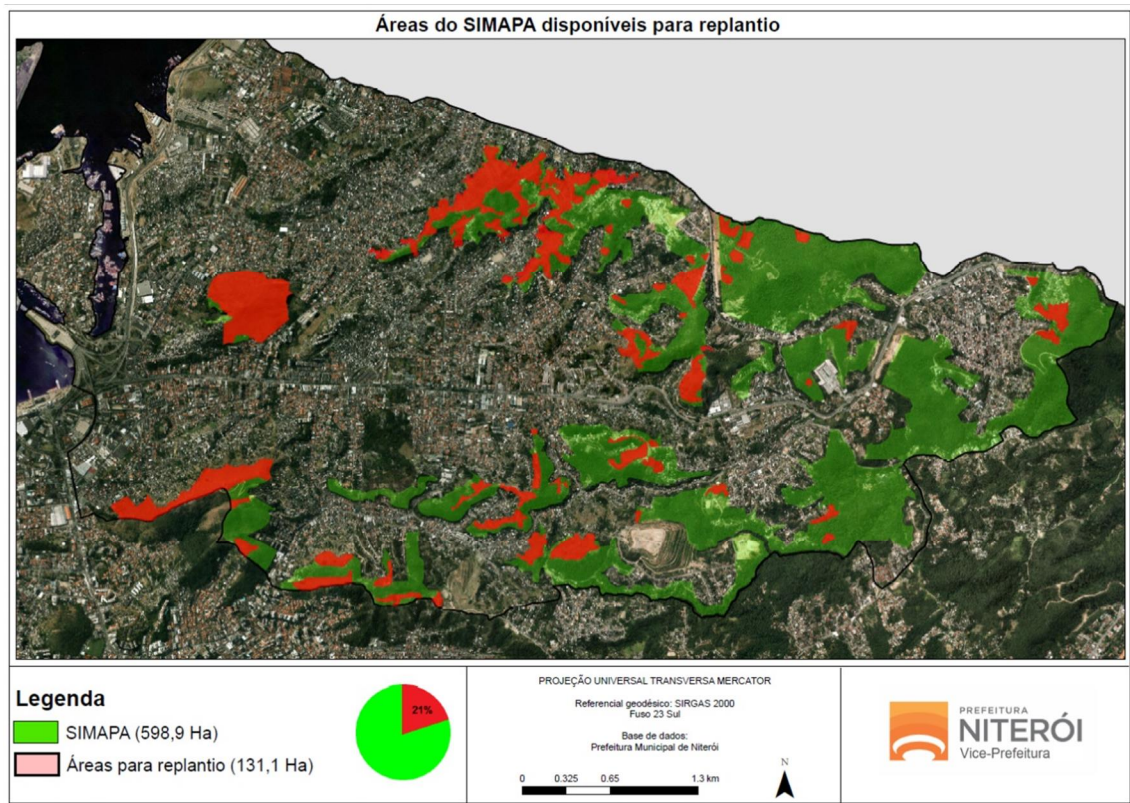 Áreas do SIMAPA disponíveis para replantio
Legenda
SIMAPA (598,9 Ha)
Áreas para replantio (131,1 Ha)
21%
PROJEÇÃO UNIVERSAL TRANSVERSA MERCATOR
Referencial geodésico: SIRGAS 2000
Fuso 23 Sul
Base de dados:
Prefeitura Municipal de Niterói
0 0.325 0.65 1.3 km
N
PREFEITURA
NITERÓI
Vice-Prefeitura